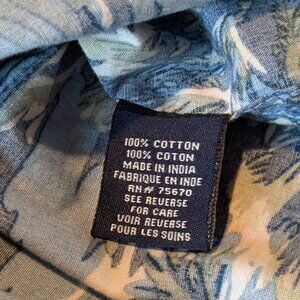 100% COTTON
100% COTON
MADE IN INDIA
FABRIQUE EN INDE
RN# 75670
SEE REVERSE
FOR CARE
VOIR REVERSE
POUR LES SOINS